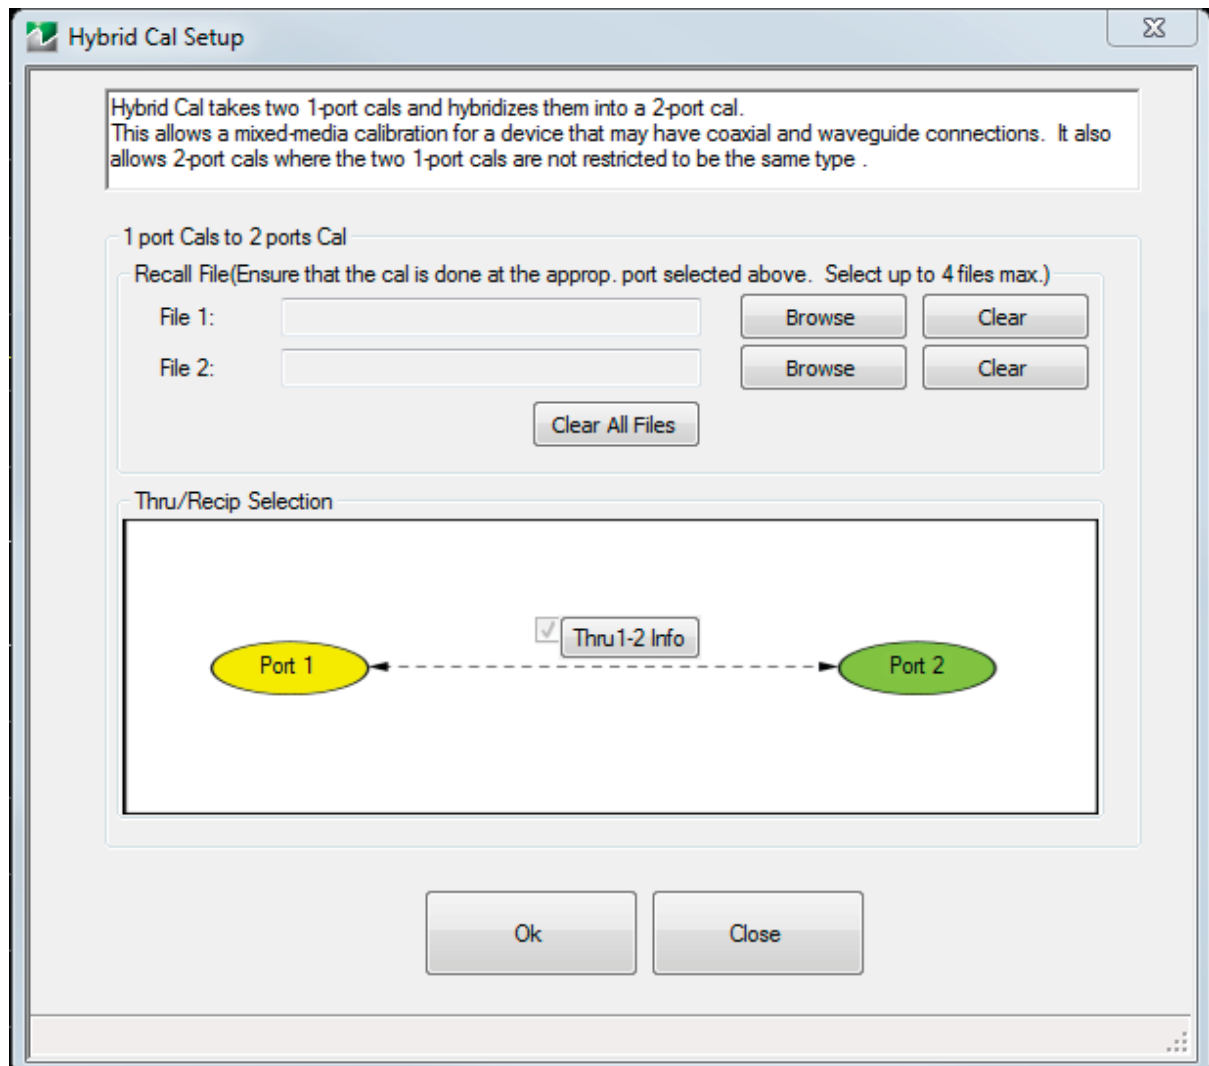 Hybrid Cal Setup
Hybrid Cal takes two 1-port cals and hybridizes them into a 2-port cal.
This allows a mixed-media calibration for a device that may have coaxial and waveguide connections.  It also
allows 2-port cals where the two 1-port cals are not restricted to be the same type .
1 port Cals to 2 ports Cal
Recall File(Ensure that the cal is done at the approp. port selected above.  Select up to 4 files max.)
File 1: Browse Clear
File 2: Browse Clear
Clear All Files
Thru/Recip Selection
Thru1-2 Info
Port 1 Port 2
Ok Close